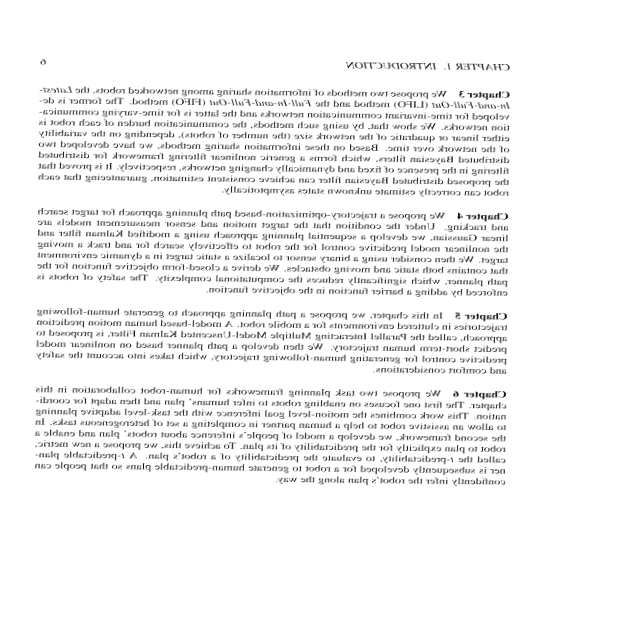 CHAPTER 1. INTRODUCTION 6
Chapter 3 We propose two methods of information sharing among networked robots, the Latest-
In-and-Full-Out (LIFO) method and the Full-In-and-Full-Out (FIFO) method. The former is de-
veloped for time-invariant communication networks and the latter is for time-varying communica-
tion networks. We show that, by using such methods, the communication burden of each robot is
either linear or quadratic of the network size (the number of robots), depending on the variability
of the network over time. Based on these information sharing methods, we have developed two
distributed Bayesian filters, which forms a generic nonlinear filtering framework for distributed
filtering in the presence of fixed and dynamically changing networks, respectively. It is proved that
the proposed distributed Bayesian filter can achieve consistent estimation, guaranteeing that each
robot can correctly estimate unknown states asymptotically.
Chapter 4 We propose a trajectory-optimization-based path planning approach for target search
and tracking. Under the condition that the target motion and sensor measurement models are
linear Gaussian, we develop a sequential planning approach using a modified Kalman filter and
the nonlinear model predictive control for the robot to effectively search for and track a moving
target. We then consider using a binary sensor to localize a static target in a dynamic environment
that contains both static and moving obstacles. We derive a closed-form objective function for the
path planner, which significantly reduces the computational complexity. The safety of robots is
enforced by adding a barrier function in the objective function.
Chapter 5 In this chapter, we propose a path planning approach to generate human-following
trajectories in cluttered environments for a mobile robot. A model-based human motion prediction
approach, called the Parallel Interacting Multiple Model-Unscented Kalman Filter, is proposed to
predict short-term human trajectory. We then develop a path planner based on nonlinear model
predictive control for generating human-following trajectory, which takes into account the safety
and comfort considerations.
Chapter 6 We propose two task planning frameworks for human-robot collaboration in this
chapter. The first one focuses on enabling robots to infer humans' plan and then adapt for coordi-
nation. This work combines the motion-level goal inference with the task-level adaptive planning
to allow an assistive robot to help a human partner in completing a set of heterogeneous tasks. In
the second framework, we develop a model of people's inference about robots' plan and enable a
robot to plan explicitly for the predictability of its plan. To achieve this, we propose a new metric,
called the t-predictability, to evaluate the predictability of a robot's plan. A t-predictable plan-
ner is subsequently developed for a robot to generate human-predictable plans so that people can
confidently infer the robot's plan along the way.